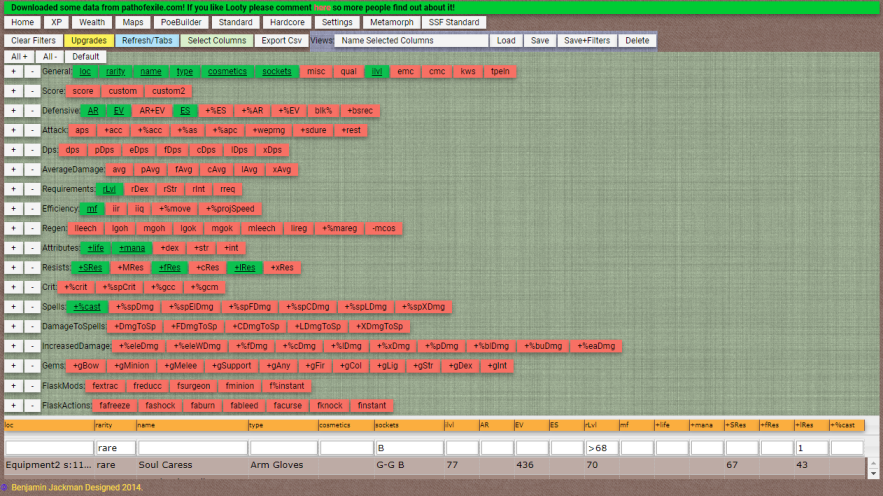 Downloaded some data from pathofexile.com! If you like Looty please comment here so more people find out about it!
Home XP Wealth Maps PoeBuilder Standard Hardcore Settings Metamorph SSF Standard
Clear Filters Upgrades Refresh/Tabs Select Columns Export Csv Views: Name Selected Columns Load Save Save+Filters Delete
All + All - Default
+ - General: loc rarity name type cosmetics sockets misc qual ilvl emc cmc kws tpeln
+ - Score: score custom custom2
+ - Defensive: AR EV AR+EV ES +%ES +%AR +%EV blk% +bsrec
+ - Attack: aps +acc +%acc +%as +%apc +weprng +sdure +rest
+ - Dps: dps pDps eDps fDps cDps lDps xDps
+ - AverageDamage: avg pAvg fAvg cAvg lAvg xAvg
+ - Requirements: rLvl rDex rStr rInt rreq
+ - Efficiency: mf iir iiq +%move +%projSpeed
+ - Regen: lleech lgoh mgoh lgok mgok mleech lireg +%mareg -mcos
+ - Attributes: +life +mana +dex +str +int
+ - Resists: +SRes +MRes +fRes +cRes +lRes +xRes
+ - Crit: +%crit +%spCrit +%gcc +%gcm
+ - Spells: +%cast +%spDmg +%spElDmg +%spFDmg +%spCDmg +%spLDmg +%spXDmg
+ - DamageToSpells: +DmgToSp +FDmgToSp +CDmgToSp +LDmgToSp +XDmgToSp
+ - IncreasedDamage: +%eleDmg +%eleWDmg +%fDmg +%cDmg +%lDmg +%xDmg +%pDmg +%blDmg +%buDmg +%eaDmg
+ - Gems: +gBow +gMinion +gMelee +gSupport +gAny +gFir +gCol +gLig +gStr +gDex +gInt
+ - FlaskMods: fextrac freducc fsurgeon fminion f%instant
+ - FlaskActions: fafreeze fashock faburn fableed facurse fknock finstant
loc rarity name type cosmetics sockets ilvl AR EV ES rLvl mf +life +mana +SRes +fRes +lRes +%cast
rare B >68 1
Equipment2 s:11... rare Soul Caress Arm Gloves G-G B 77 436 70 67 43
Benjamin Jackman Designed 2014.